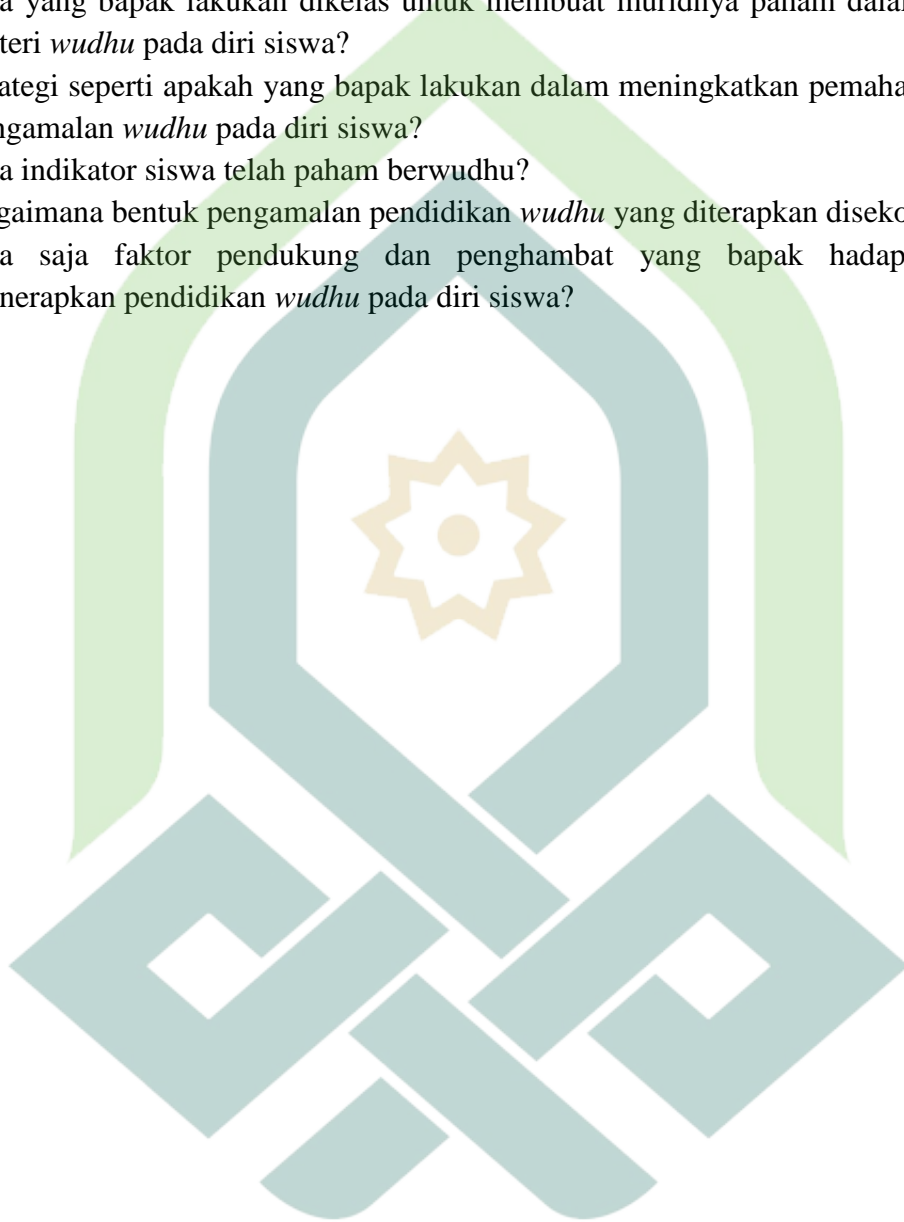 a yang bapak lakukan dikelas untuk membuat muridnya paham dalam
teri wudhu pada diri siswa?
ategi seperti apakah yang bapak lakukan dalam meningkatkan pemaha
ngamalan wudhu pada diri siswa?
a indikator siswa telah paham berwudhu?
gaimana bentuk pengamalan pendidikan wudhu yang diterapkan diseko
a saja faktor pendukung dan penghambat yang bapak hadap
nerapkan pendidikan wudhu pada diri siswa?